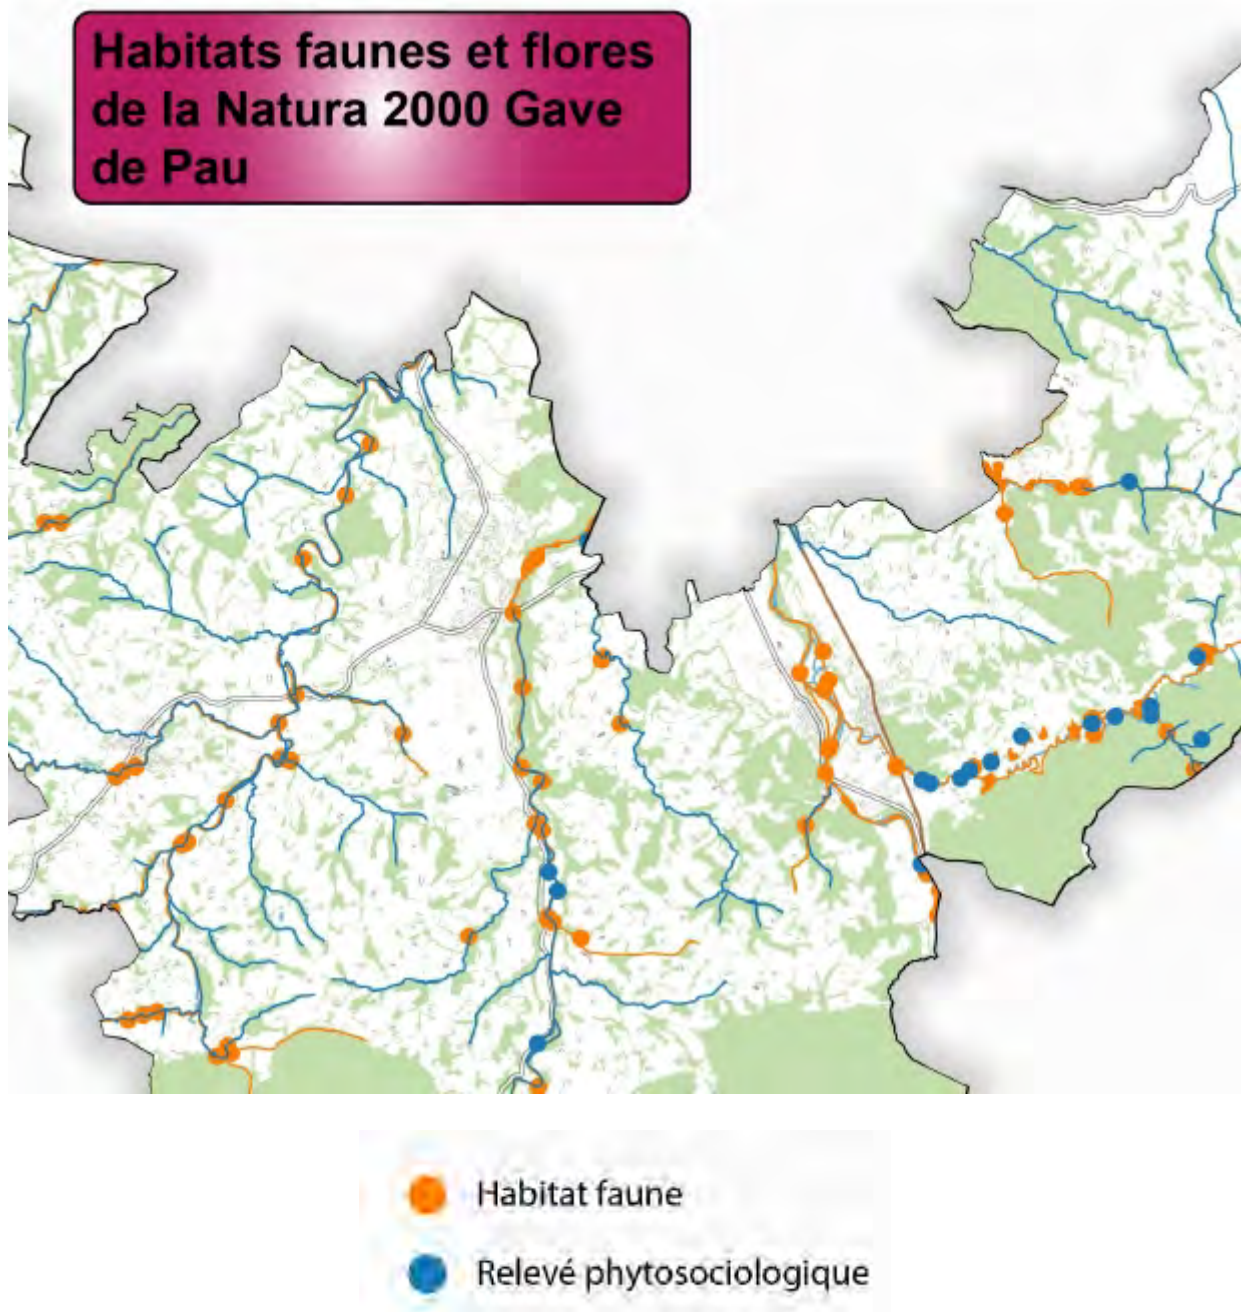 Habitats faunes et flores
de la Natura 2000 Gave
de Pau
Habitat faune
Relevé phytosociologique